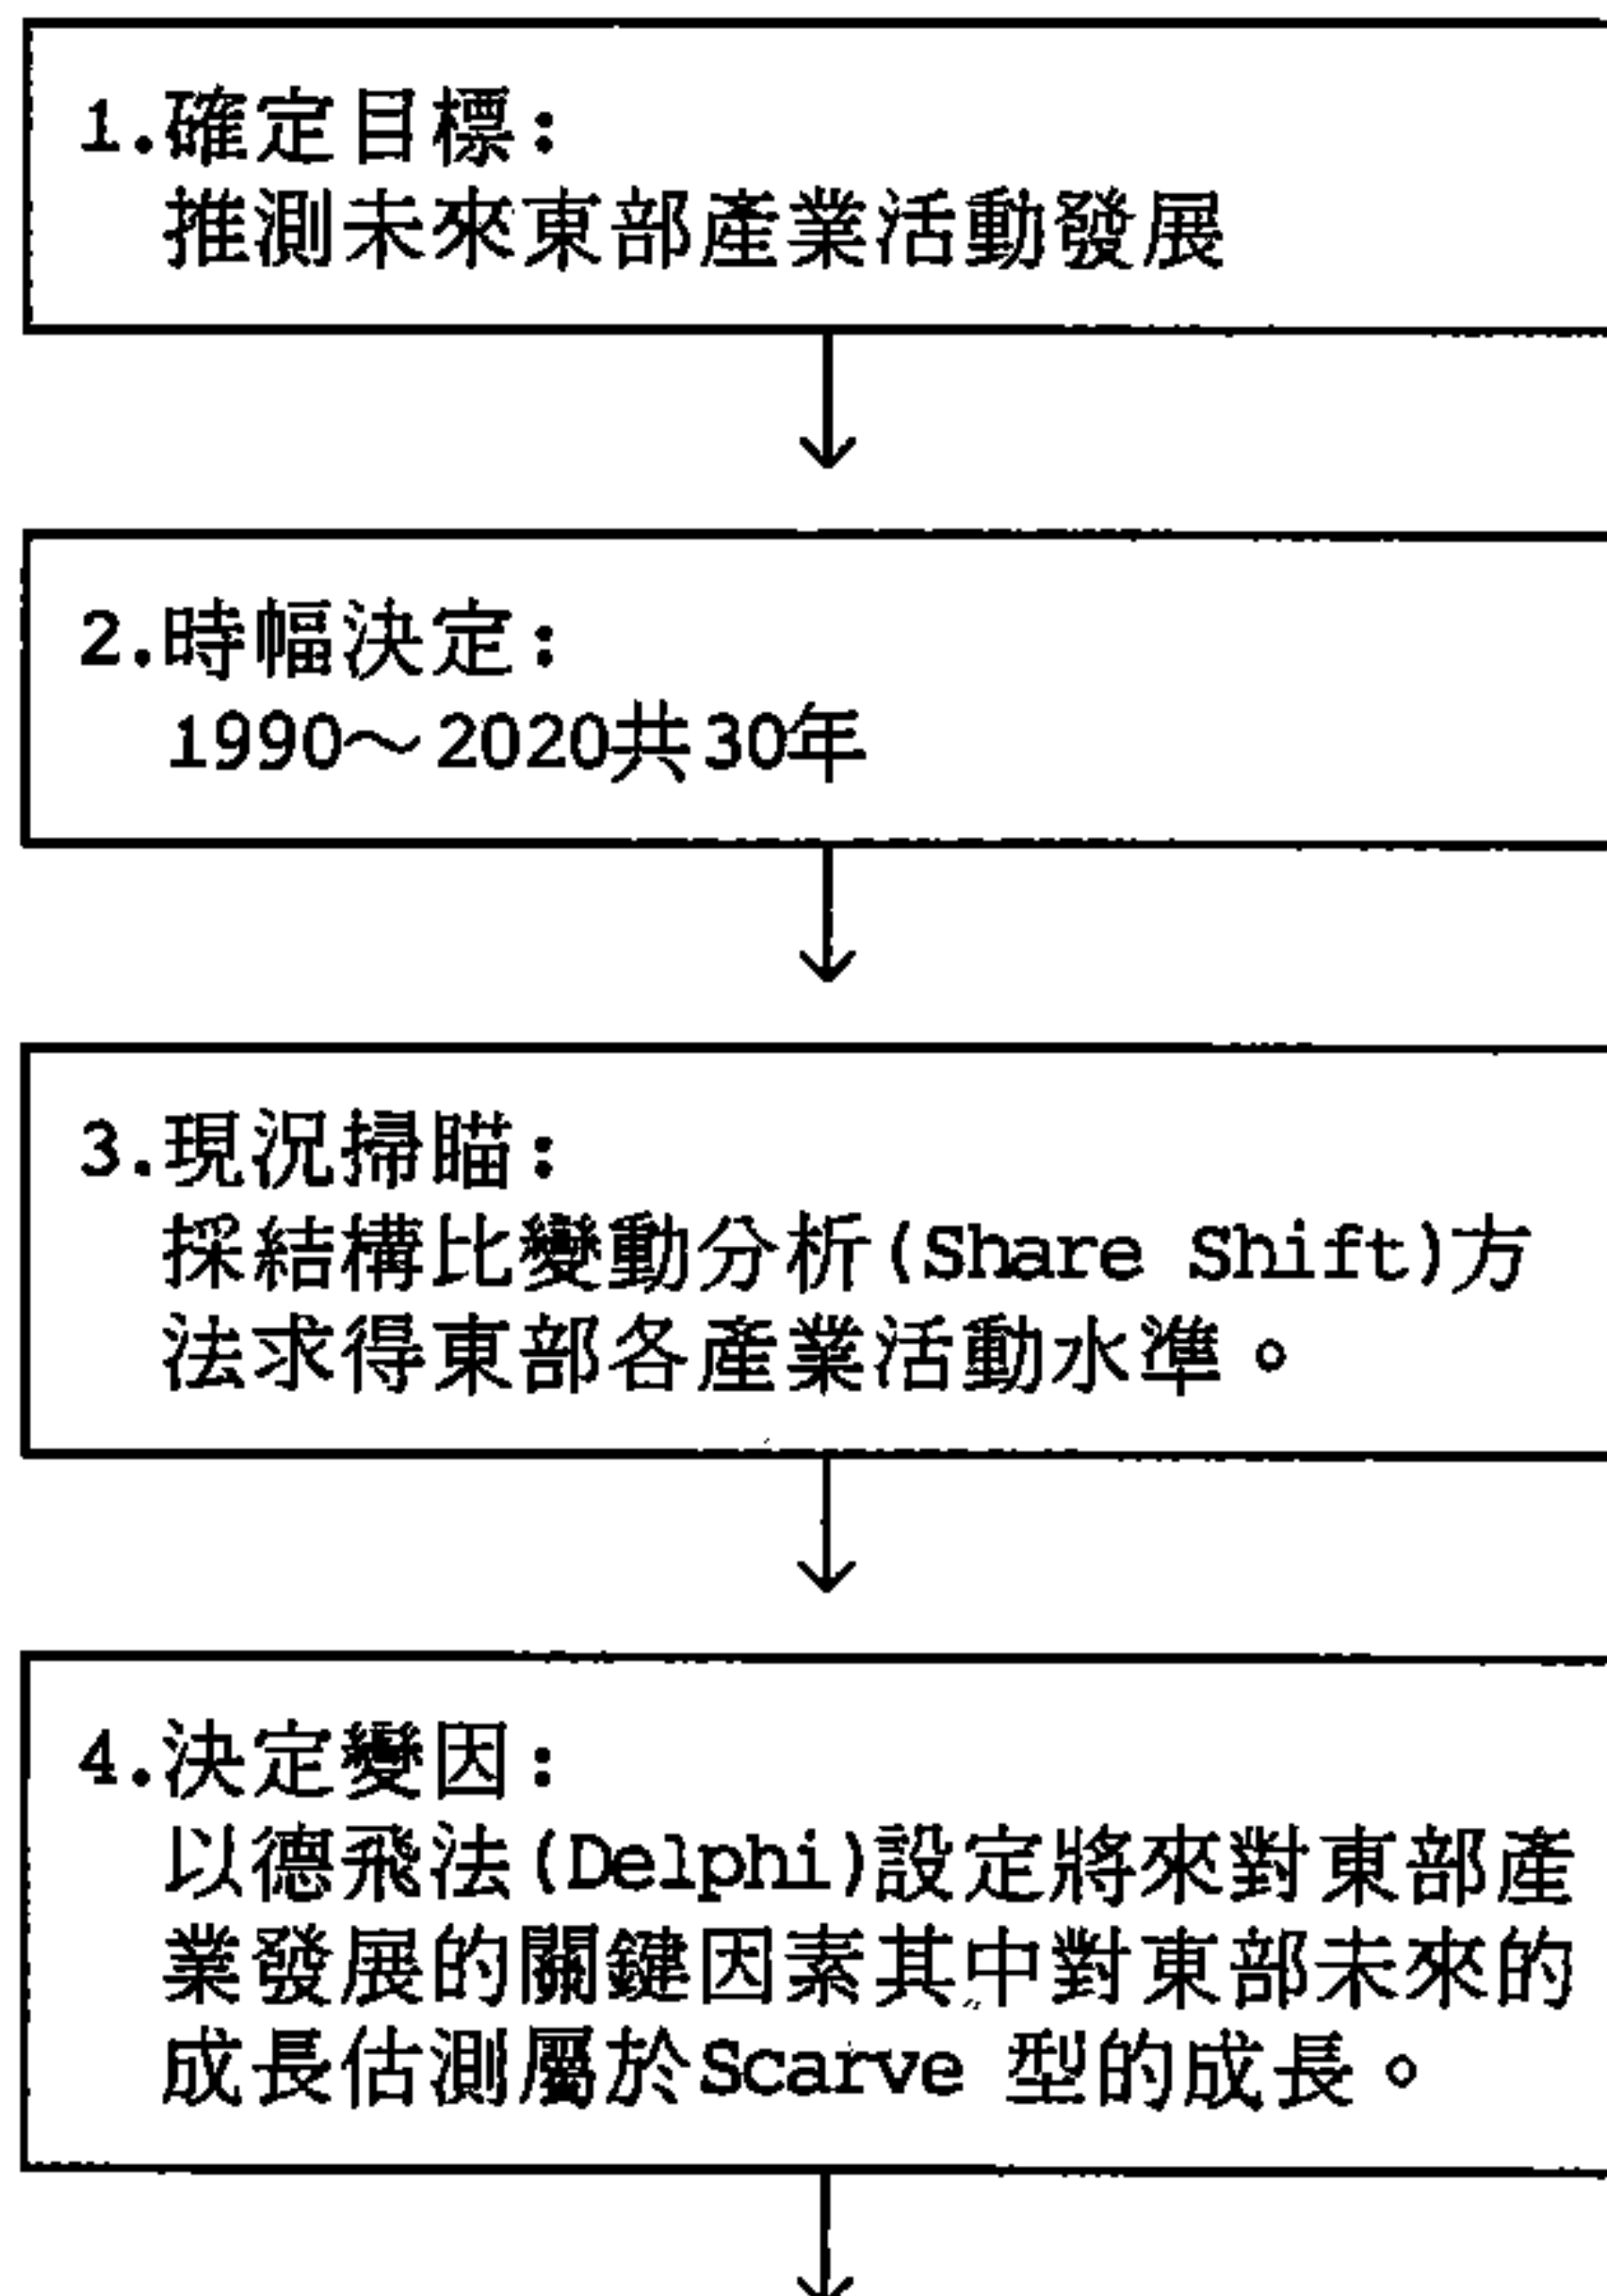 1.確定目標:
推測未來東部產業活動發展
2.時幅決定:
1990～2020共30年
3.現況掃瞄:
採結構比變動分析(Share Shift)方
法求得東部各產業活動水準。
4.決定變因:
以德飛法(Delphi)設定將來對東部產
業發展的關鍵因素其中對東部未來的
成長估測屬於Scarve 型的成長。